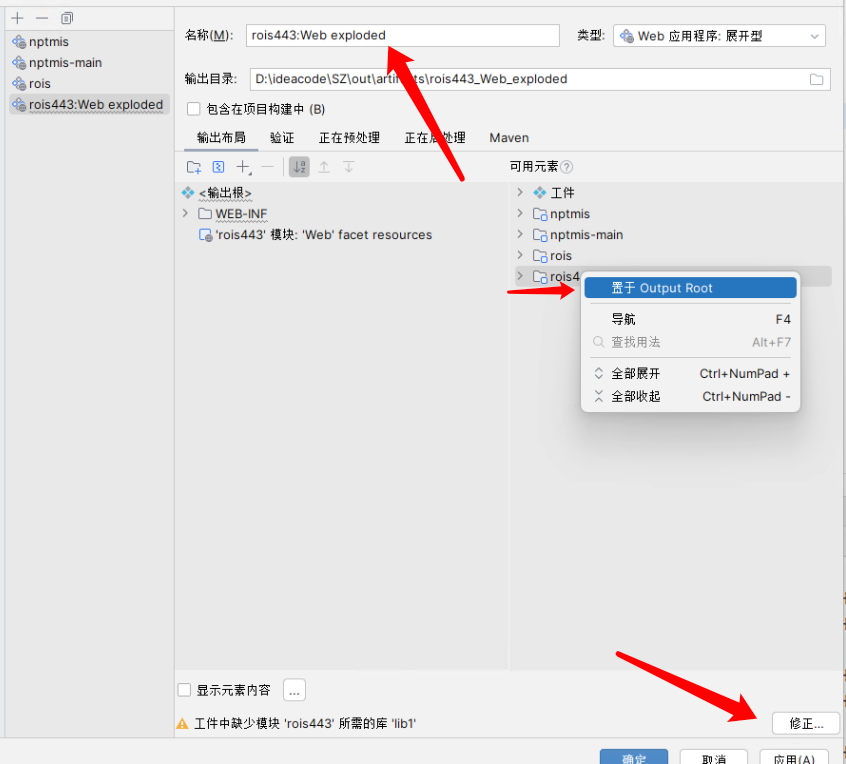 名称(M): rois443:Web exploded 类型: Web 应用程序: 展开型
nptmis
nptmis-main
rois
rois443:Web exploded
输出目录: D:\ideacode\SZ\out\artifacts\rois443_Web_exploded
包含在项目构建中 (B)
输出布局 验证 正在预处理 正在后处理 Maven
可用元素
<输出根>
WEB-INF
'rois443' 模块: 'Web' facet resources
工件
nptmis
nptmis-main
rois
rois4
置于 Output Root
导航 F4
查找用法 Alt+F7
全部展开 Ctrl+NumPad +
全部收起 Ctrl+NumPad -
显示元素内容 ...
工件中缺少模块 'rois443' 所需的库 'lib1' 修正...
确定 取消 应用(A)